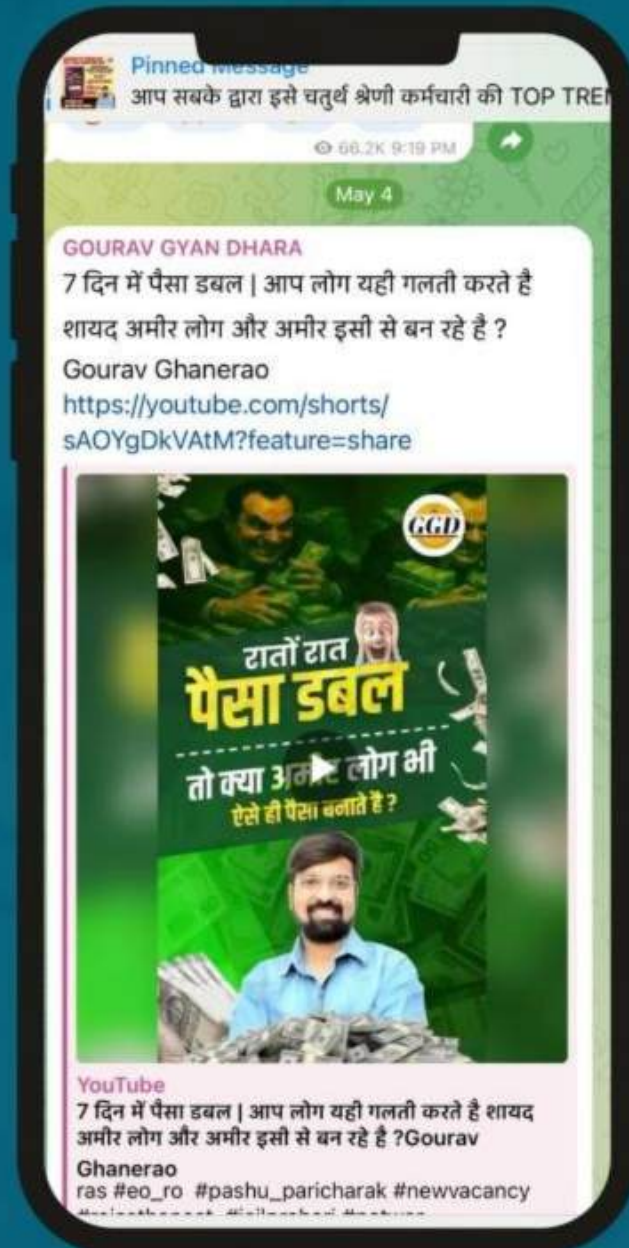 Pinned Message
आप सबके द्वारा इसे चतुर्थ श्रेणी कर्मचारी की TOP TRE
66.2K 9:19 PM
May 4
GOURAV GYAN DHARA
7 दिन में पैसा डबल | आप लोग यही गलती करते है
शायद अमीर लोग और अमीर इसी से बन रहे है ?
Gourav Ghanerao
https://youtube.com/shorts/
sAOYgDkVAtM?feature=share
GGD
रातों रात
पैसा डबल
तो क्या अमीर लोग भी
ऐसे ही पैसा बनाते है ?
YouTube
7 दिन में पैसा डबल | आप लोग यही गलती करते है शायद
अमीर लोग और अमीर इसी से बन रहे है ?Gourav
Ghanerao
ras #eo_ro #pashu_paricharak #newvacancy